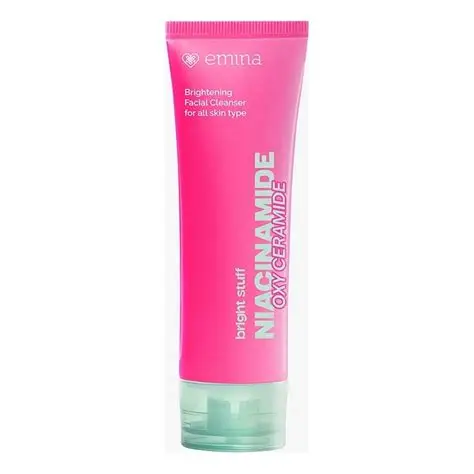 emina
Brightening
Facial Cleanser
for all skin type
bright stuff
NIACINAMIDE
OXY CERAMIDE